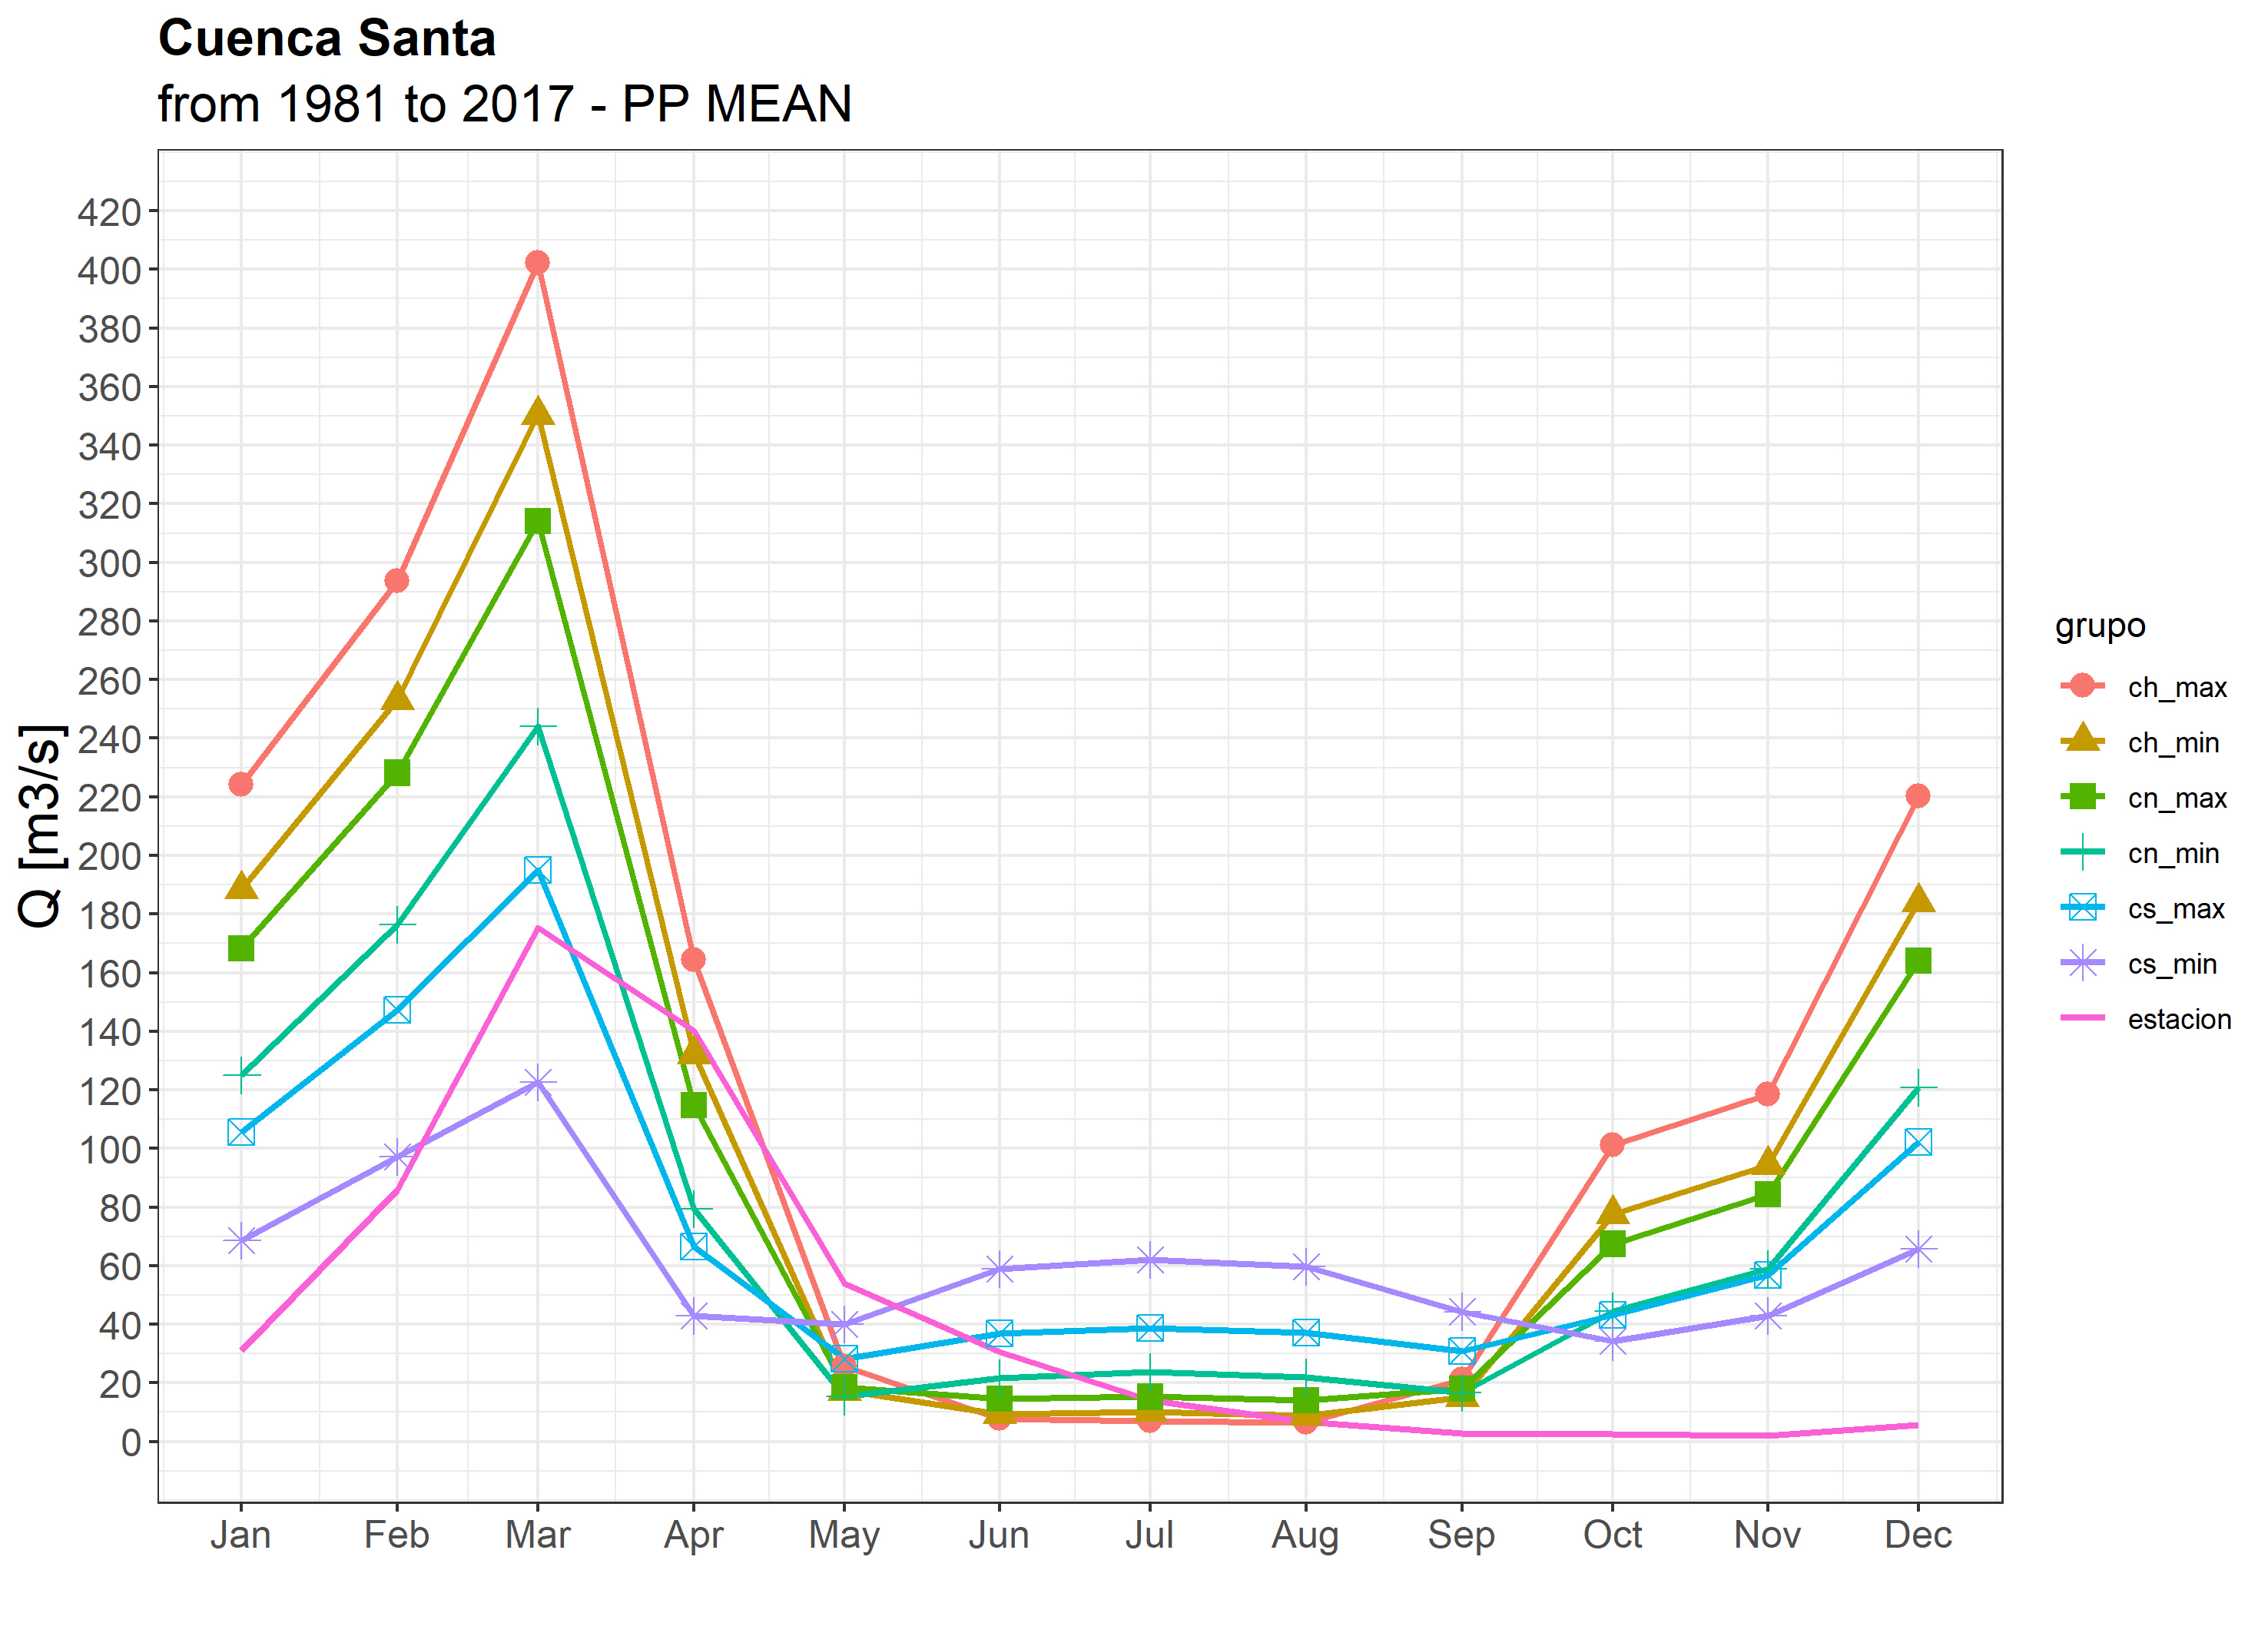 Cuenca Santa
from 1981 to 2017 - PP MEAN
Q [m3/s]
420
400
380
360
340
320
300
280
260
240
220
200
180
160
140
120
100
80
60
40
20
0
Jan Feb Mar Apr May Jun Jul Aug Sep Oct Nov Dec
grupo
ch_max
ch_min
cn_max
cn_min
cs_max
cs_min
estacion